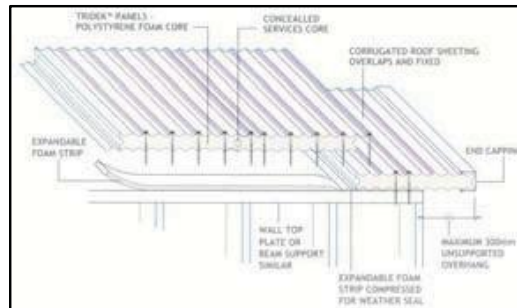 TRIDEK™ PANELS -
POLYSTYRENE FOAM CORE
CONCEALLED
SERVICES CORE
CORRUGATED ROOF SHEETING
OVERLAPS AND FIXED
EXPANDABLE
FOAM STRIP
END CAPPING
WALL TOP
PLATE OR
BEAM SUPPORT
SIMILAR
MAXIMUM 300mm
UNSUPPORTED
OVERHANG
EXPANDABLE FOAM
STRIP COMPRESSED
FOR WEATHER SEAL